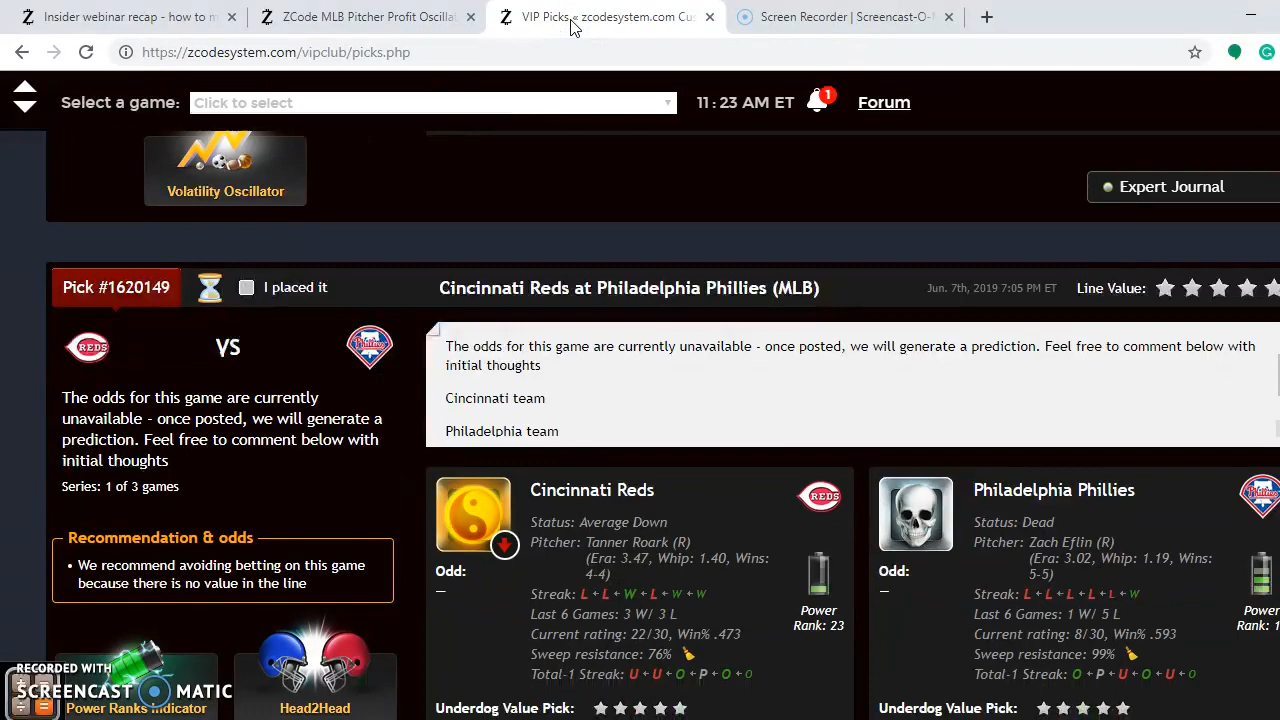 Insider webinar recap - how to m
ZCode MLB Pitcher Profit Oscilla
VIP Picks « zcodesystem.com Cus
Screen Recorder | Screencast-O-
https://zcodesystem.com/vipclub/picks.php
Select a game: Click to select 11:23 AM ET 1 Forum
Volatility Oscillator
Expert Journal
Pick #1620149 I placed it
Cincinnati Reds at Philadelphia Phillies (MLB) Jun. 7th, 2019 7:05 PM ET Line Value:
REDS VS Phillies
The odds for this game are currently
unavailable - once posted, we will generate a
prediction. Feel free to comment below with
initial thoughts
Series: 1 of 3 games
Recommendation & odds
• We recommend avoiding betting on this game
because there is no value in the line
Power Ranks Indicator
Head2Head
RECORDED WITH
SCREENCAST MATIC
The odds for this game are currently unavailable - once posted, we will generate a prediction. Feel free to comment below with
initial thoughts
Cincinnati team
Philadelphia team
Cincinnati Reds REDS
Status: Average Down
Pitcher: Tanner Roark (R)
(Era: 3.47, Whip: 1.40, Wins:
4-4)
Odd:
—
Streak: L ← L ← W ← L ← W ← W
Last 6 Games: 3 W/ 3 L
Current rating: 22/30, Win% .473
Sweep resistance: 76%
Total-1 Streak: U ← U ← O ← P ← O ← O
Power
Rank: 23
Underdog Value Pick:
Philadelphia Phillies Phillies
Status: Dead
Pitcher: Zach Eflin (R)
(Era: 3.02, Whip: 1.19, Wins:
5-5)
Odd:
—
Streak: L ← L ← L ← L ← L ← W
Last 6 Games: 1 W/ 5 L
Current rating: 8/30, Win% .593
Sweep resistance: 99%
Total-1 Streak: O ← P ← U ← O ← U ← O
Power
Underdog Value Pick: